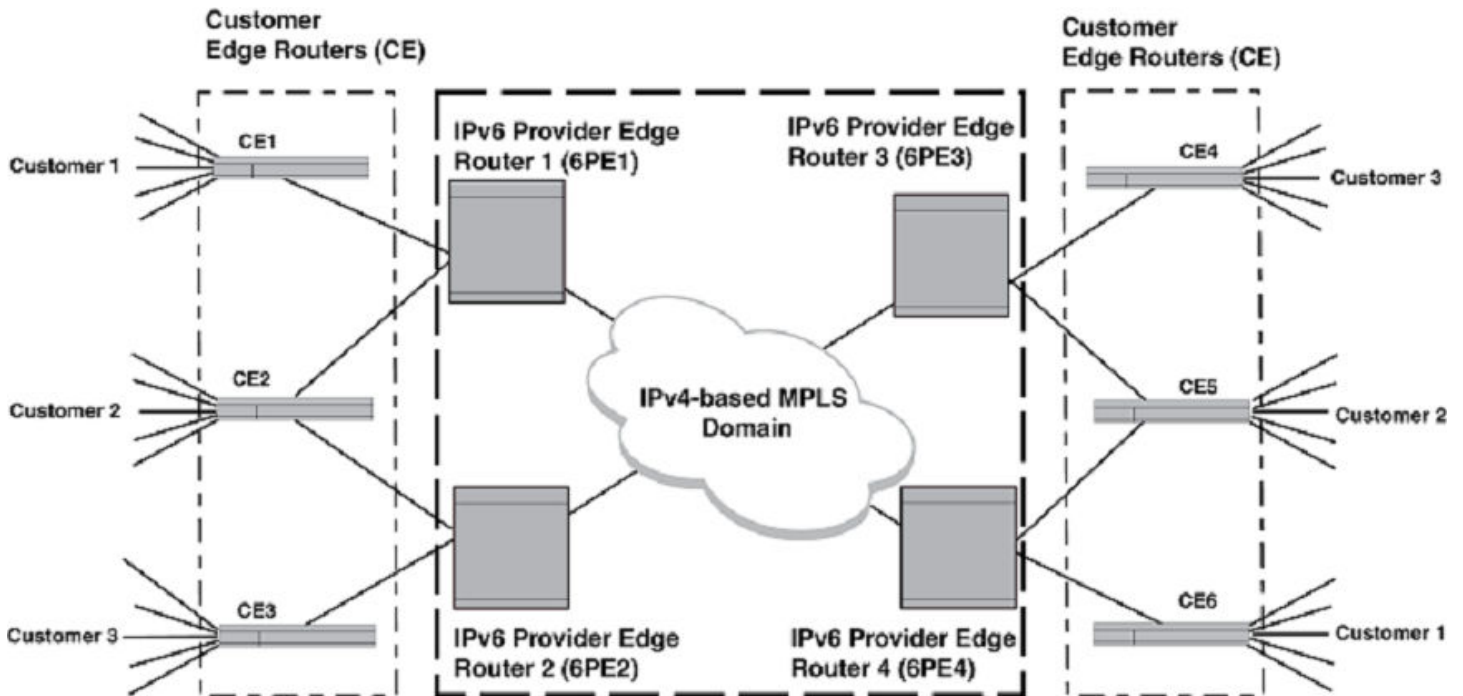 Customer
Edge Routers (CE)
Customer
Edge Routers (CE)
CE1
Customer 1
IPv6 Provider Edge
Router 1 (6PE1)
IPv6 Provider Edge
Router 3 (6PE3)
CE4
Customer 3
CE2
Customer 2
IPv4-based MPLS
Domain
CE5
Customer 2
CE3
Customer 3
IPv6 Provider Edge
Router 2 (6PE2)
IPv6 Provider Edge
Router 4 (6PE4)
CE6
Customer 1